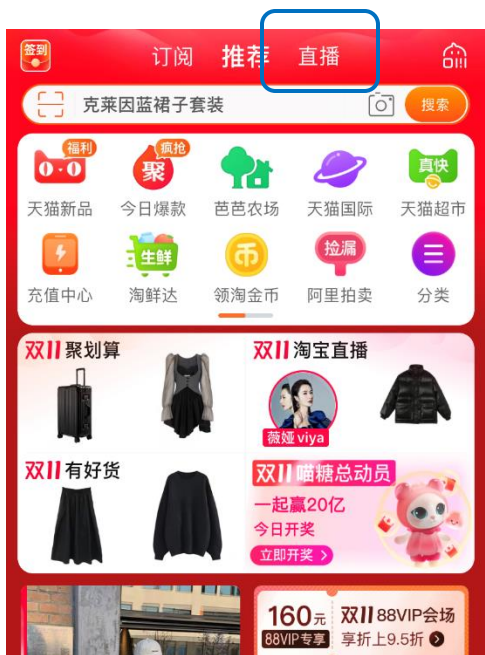 签到
订阅 推荐 直播
克莱因蓝裙子套装 搜索
福利 疯抢 真快
聚
天猫新品 今日爆款 芭芭农场 天猫国际 天猫超市
生鲜 币 捡漏
充值中心 淘鲜达 领淘金币 阿里拍卖 分类
双11 聚划算 双11 淘宝直播
薇娅 viya
双11 有好货 双11 喵糖总动员
一起赢20亿
今日开奖
立即开奖
160元 双11 88VIP会场
88VIP专享 享折上9.5折